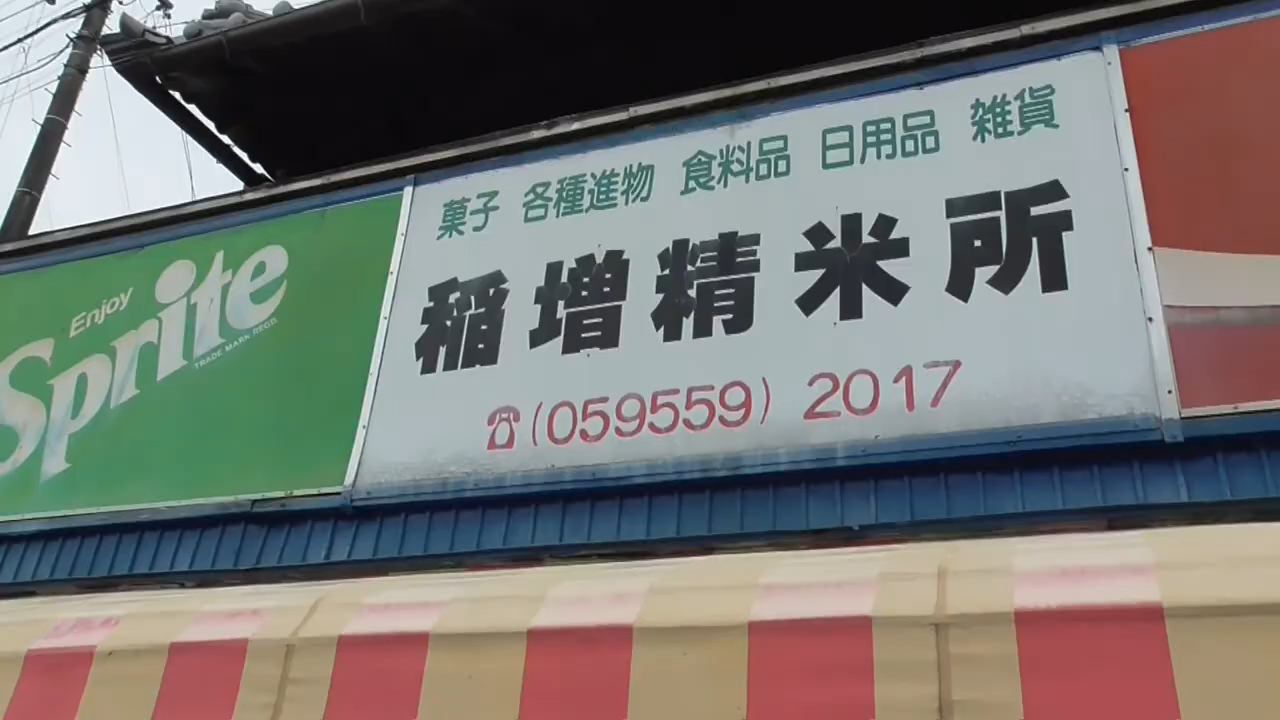 Enjoy
Sprite
TRADE MARK REGD.
菓子 各種進物 食料品 日用品 雑貨
稲増精米所
☎(059559) 2017